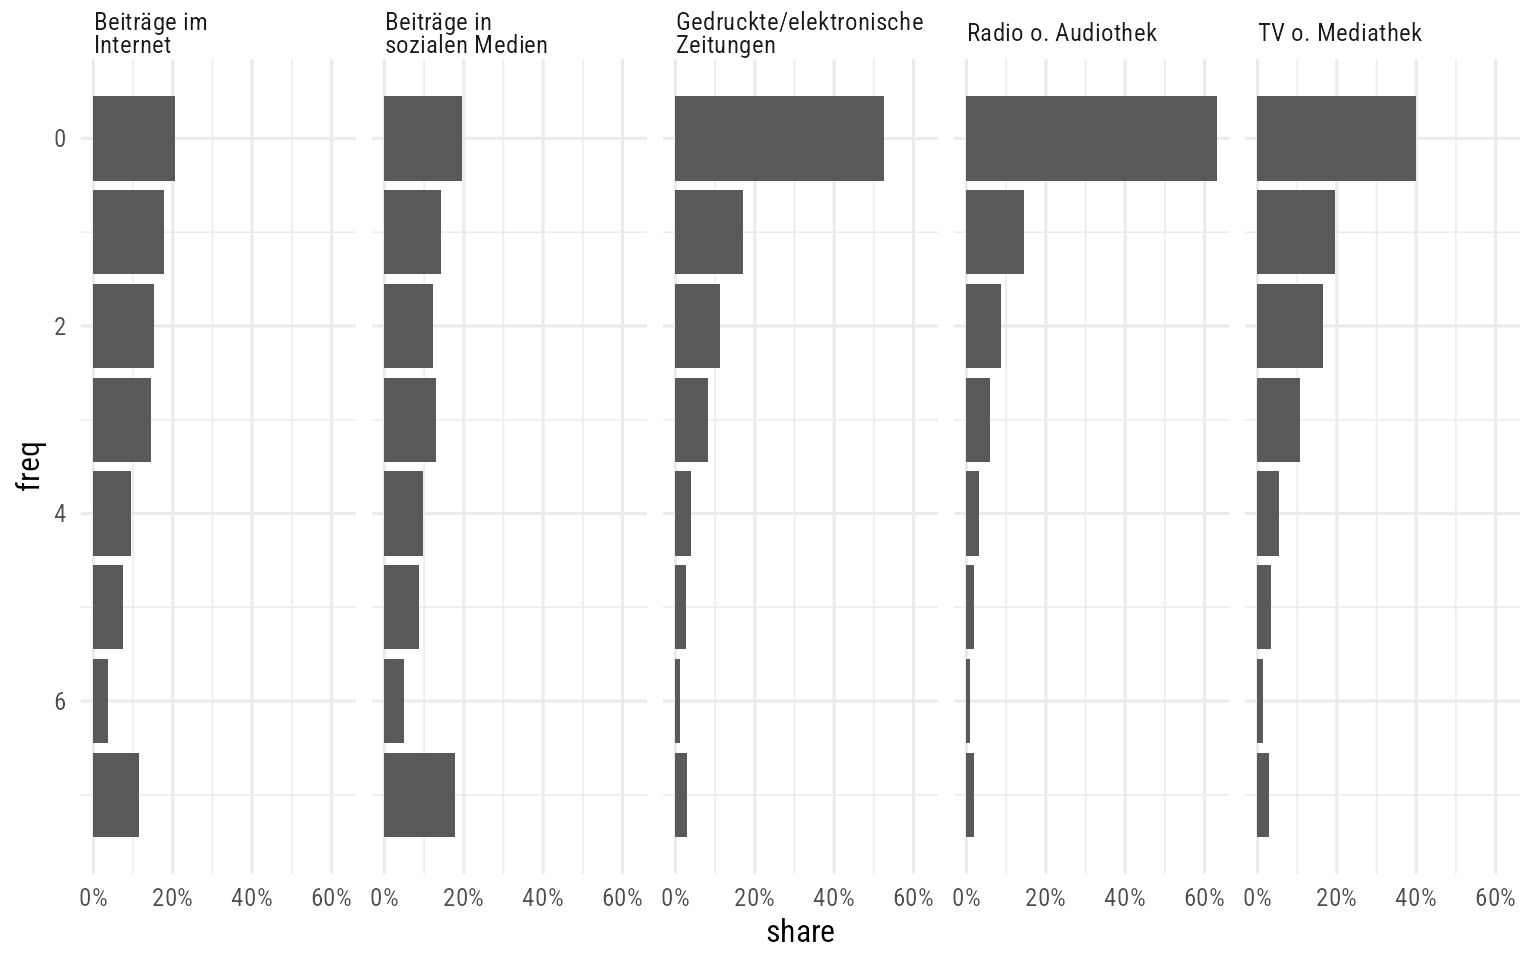 Beiträge im
Internet
Beiträge in
sozialen Medien
Gedruckte/elektronische
Zeitungen
Radio o. Audiothek
TV o. Mediathek
0
2
4
6
freq
0% 20% 40% 60% 0% 20% 40% 60% 0% 20% 40% 60% 0% 20% 40% 60% 0% 20% 40% 60%
share